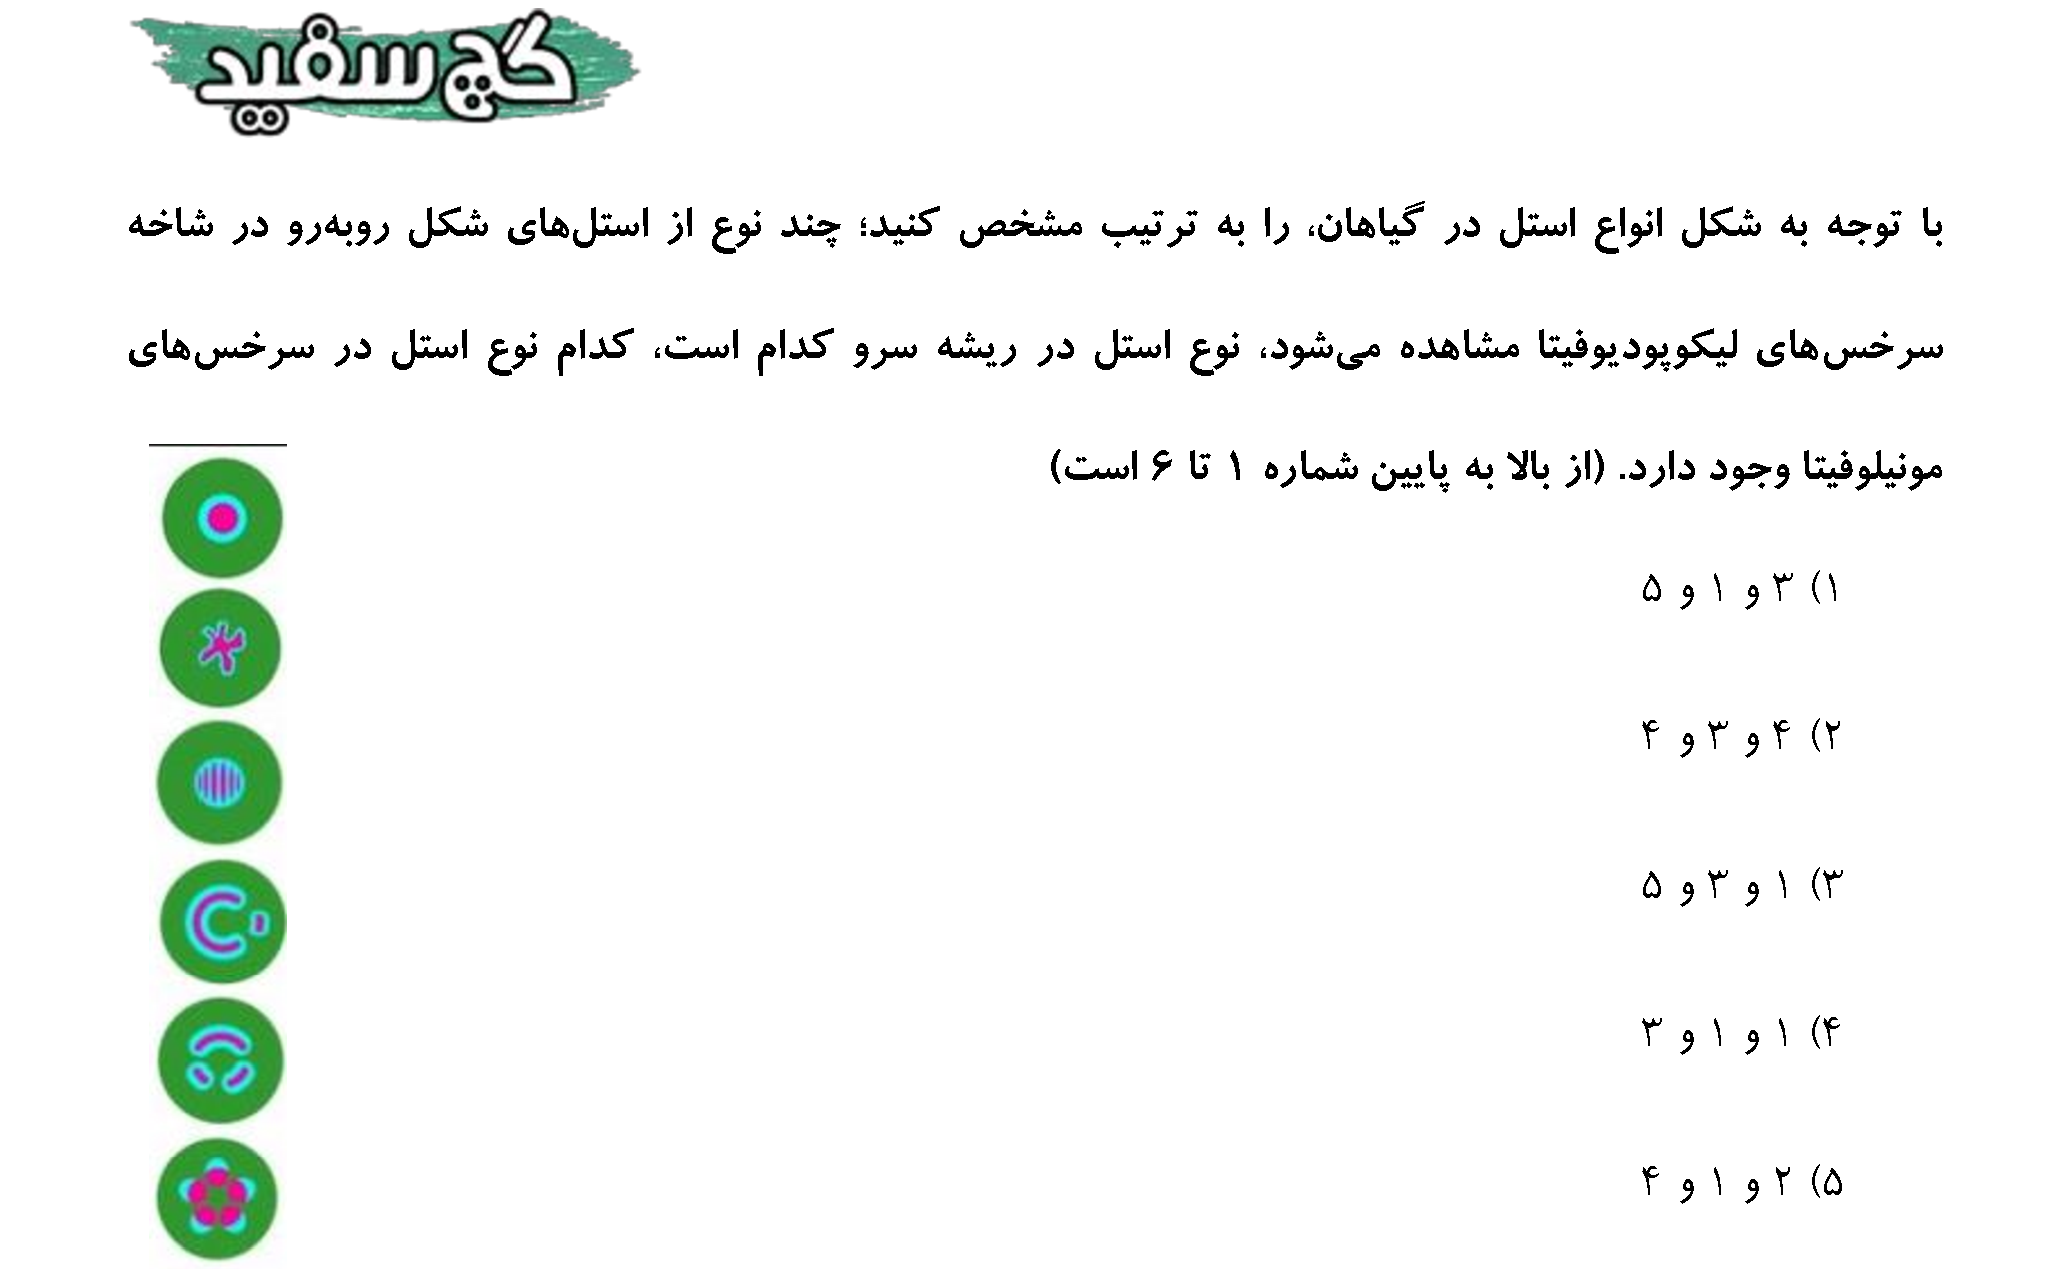 گچ سفید
با توجه به شکل انواع استل در گیاهان، را به ترتیب مشخص کنید؛ چند نوع از استل‌های شکل روبه‌رو در شاخه
سرخس‌های لیکوپودیوفیتا مشاهده می‌شود، نوع استل در ریشه سرو کدام است، کدام نوع استل در سرخس‌های
مونیلوفیتا وجود دارد. (از بالا به پایین شماره ۱ تا ۶ است)
۱) ۳ و ۱ و ۵
۲) ۴ و ۳ و ۴
۳) ۱ و ۳ و ۵
۴) ۱ و ۱ و ۳
۵) ۲ و ۱ و ۴